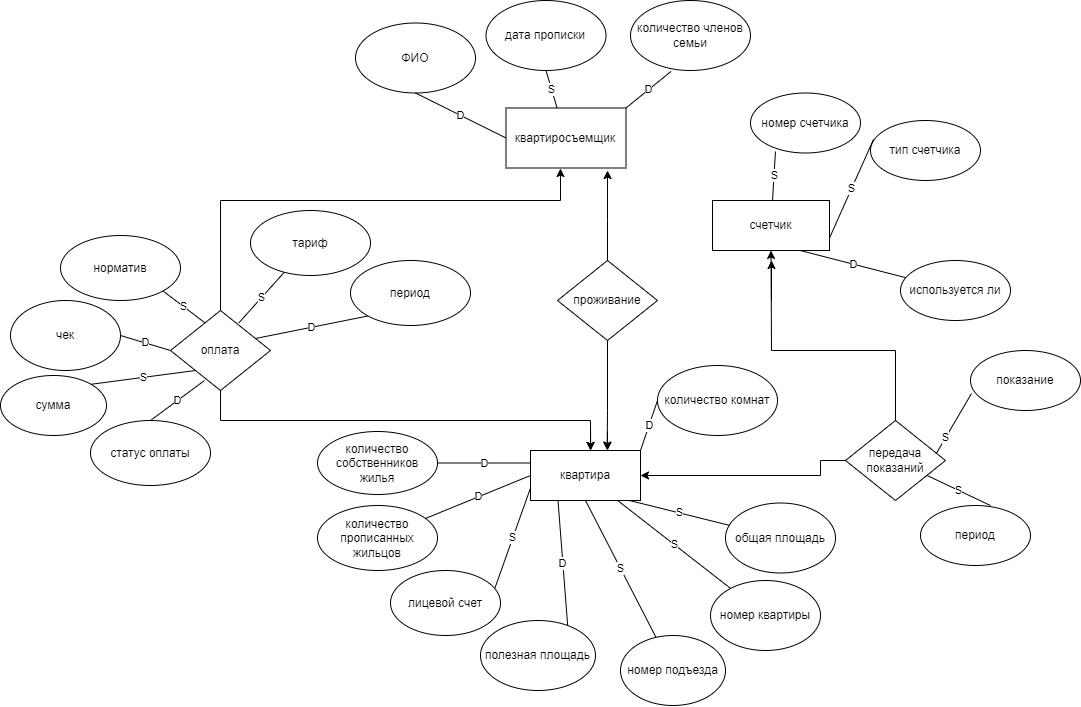 дата прописки
количество членов
семьи
ФИО
D
S
D
квартиросъемщик
номер счетчика
тип счетчика
S
S
счетчик
D
используется ли
тариф
норматив
период
S
S
D
чек
D
оплата
S
сумма
D
статус оплаты
проживание
количество комнат
D
показание
S
передача
показаний
S
период
количество
собственников
жилья
D
квартира
количество
прописанных
жильцов
D
S
общая площадь
S
лицевой счет
D
S
S
номер квартиры
полезная площадь
номер подъезда